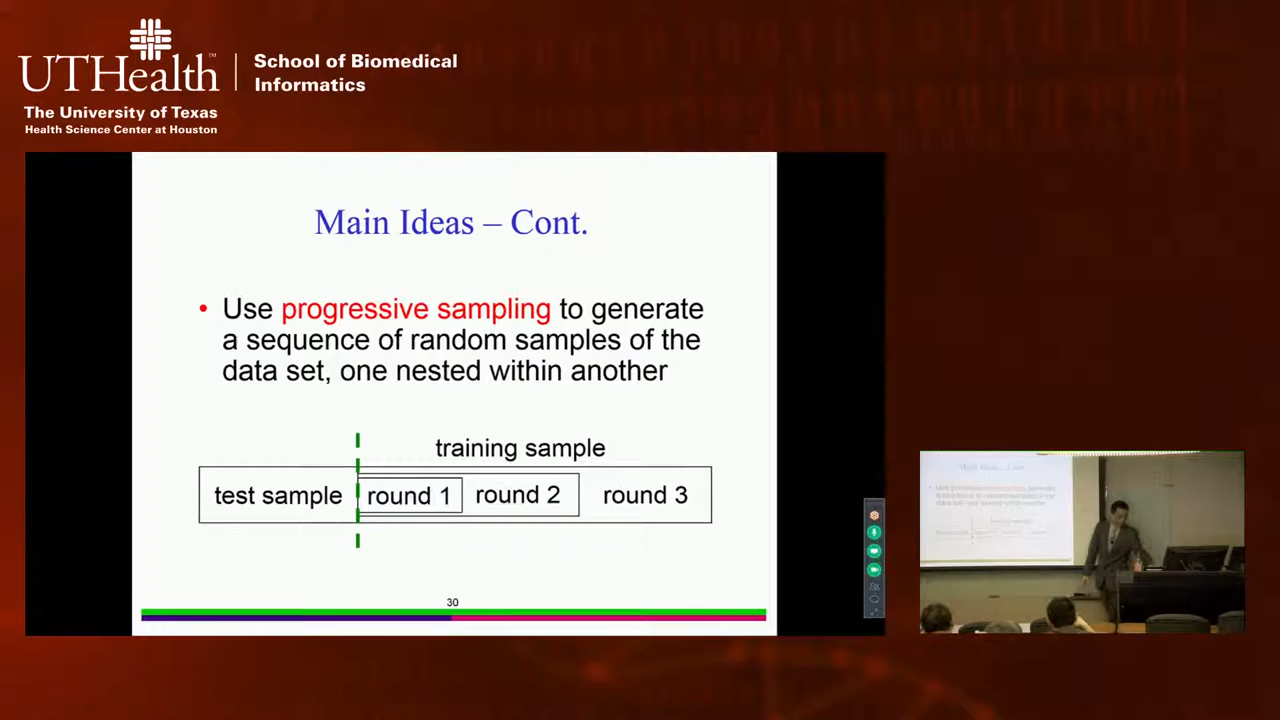 UTHealth™
School of Biomedical
Informatics
The University of Texas
Health Science Center at Houston
Main Ideas – Cont.
• Use progressive sampling to generate
a sequence of random samples of the
data set, one nested within another
training sample
test sample round 1 round 2 round 3
30